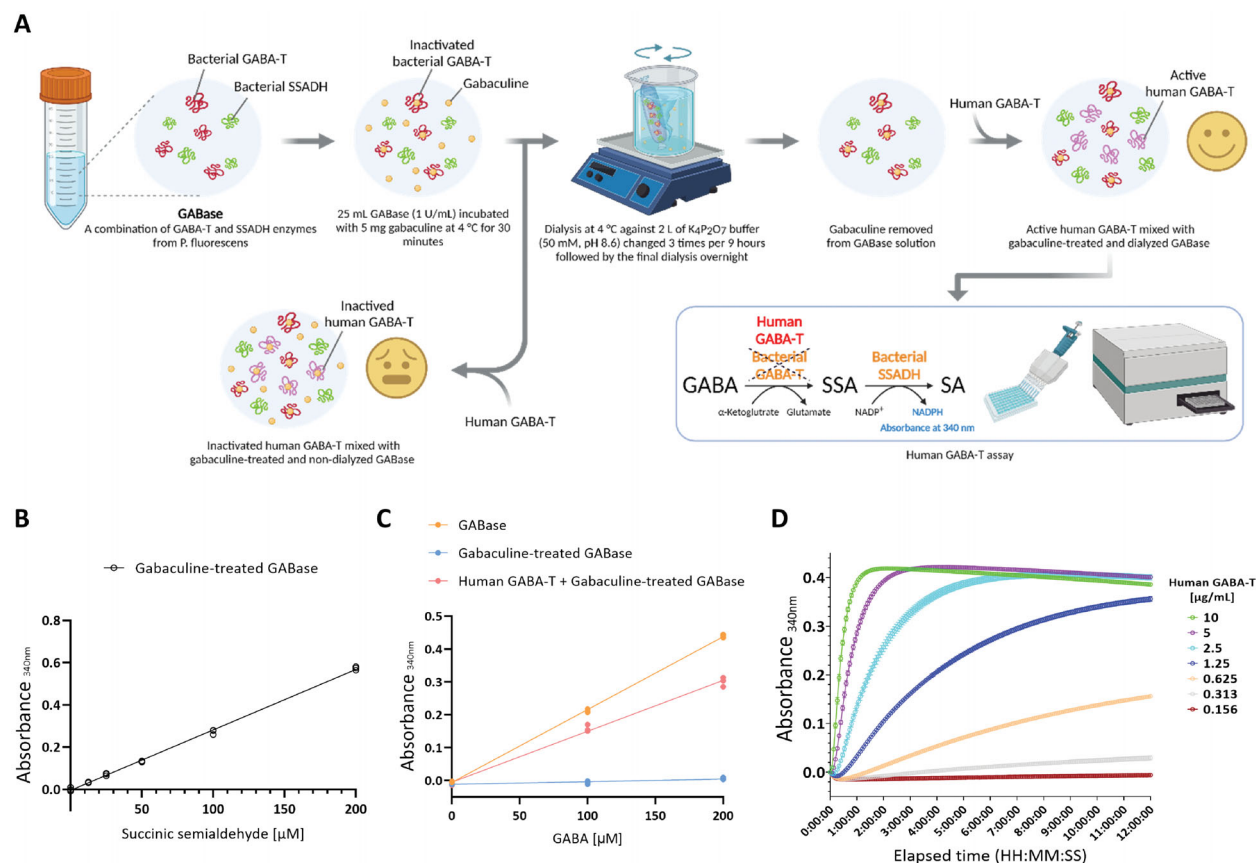 A
Bacterial GABA-T
Bacterial SSADH
GABase
A combination of GABA-T and SSADH enzymes
from P. fluorescens
Inactivated
bacterial GABA-T
Gabaculine
25 mL GABase (1 U/mL) incubated
with 5 mg gabaculine at 4 °C for 30
minutes
Dialysis at 4 °C against 2 L of K4P2O7 buffer
(50 mM, pH 8.6) changed 3 times per 9 hours
followed by the final dialysis overnight
Gabaculine removed
from GABase solution
Human GABA-T
Active
human GABA-T
Active human GABA-T mixed with
gabaculine-treated and dialyzed GABase
Inactived
human GABA-T
Human GABA-T
Inactivated human GABA-T mixed with
gabaculine-treated and non-dialyzed GABase
Human
GABA-T
Bacterial
GABA-T
Bacterial
SSADH
GABA
SSA
SA
α-Ketoglutrate
Glutamate
NADP+
NADPH
Absorbance at 340 nm
Human GABA-T assay
B
Gabaculine-treated GABase
Absorbance 340nm
0.8
0.6
0.4
0.2
0.0
0
50
100
150
200
Succinic semialdehyde [µM]
C
GABase
Gabaculine-treated GABase
Human GABA-T + Gabaculine-treated GABase
Absorbance 340nm
0.5
0.4
0.3
0.2
0.1
0.0
0
100
200
GABA [µM]
D
Absorbance 340nm
0.4
0.3
0.2
0.1
0.0
0:00:00
1:00:00
2:00:00
3:00:00
4:00:00
5:00:00
6:00:00
7:00:00
8:00:00
9:00:00
10:00:00
11:00:00
12:00:00
Elapsed time (HH:MM:SS)
Human GABA-T
[µg/mL]
10
5
2.5
1.25
0.625
0.313
0.156